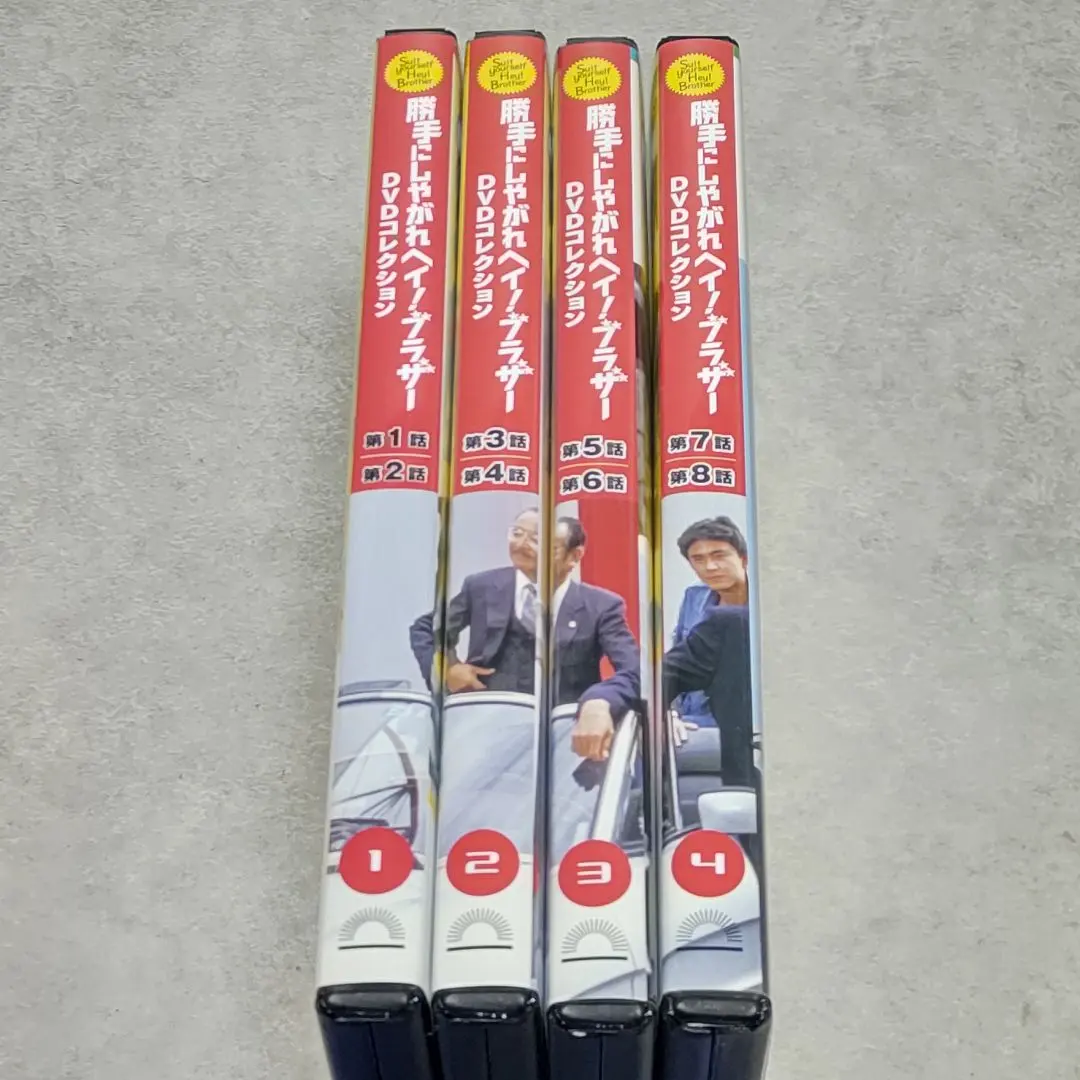 Suit
yourself
Hey!
Brother
勝手にしやがれヘイ!ブラザー
DVDコレクション
第1話
第2話
1
Suit
yourself
Hey!
Brother
勝手にしやがれヘイ!ブラザー
DVDコレクション
第3話
第4話
2
Suit
yourself
Hey!
Brother
勝手にしやがれヘイ!ブラザー
DVDコレクション
第5話
第6話
3
Suit
yourself
Hey!
Brother
勝手にしやがれヘイ!ブラザー
DVDコレクション
第7話
第8話
4